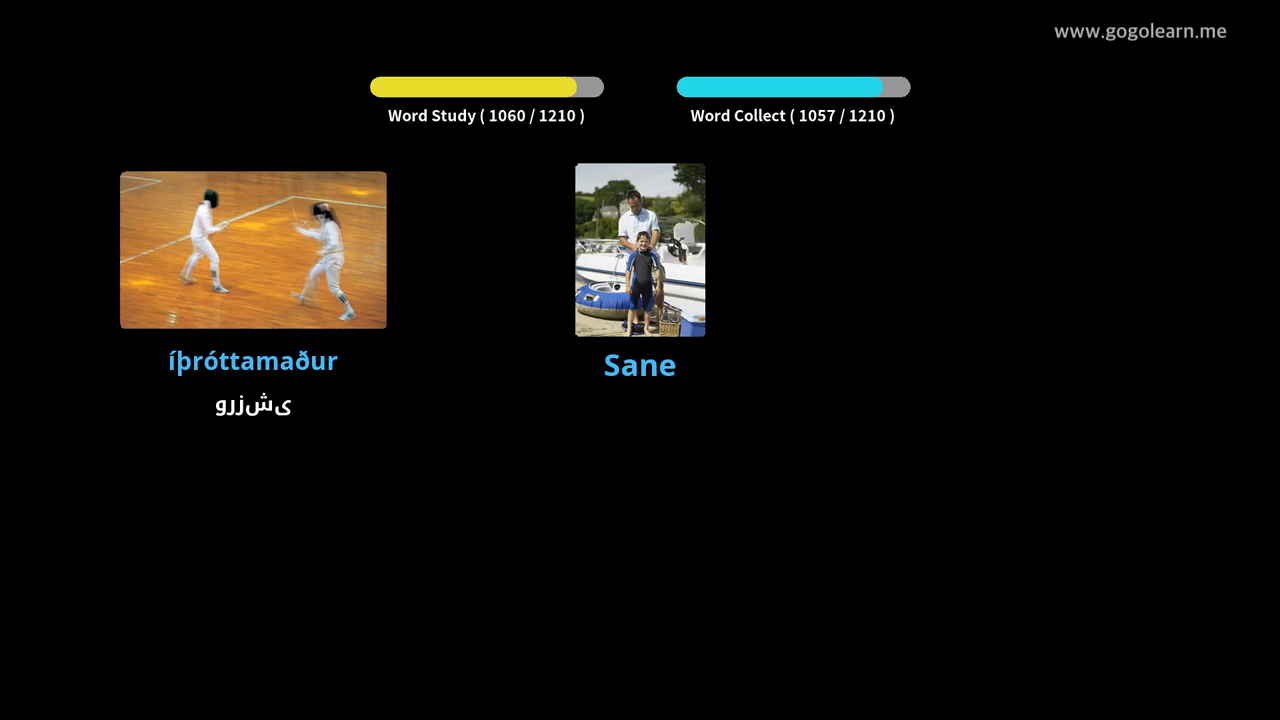 www.gogolearn.me
Word Study ( 1060 / 1210 )
Word Collect ( 1057 / 1210 )
íþróttamaður
یشزرو
Sane